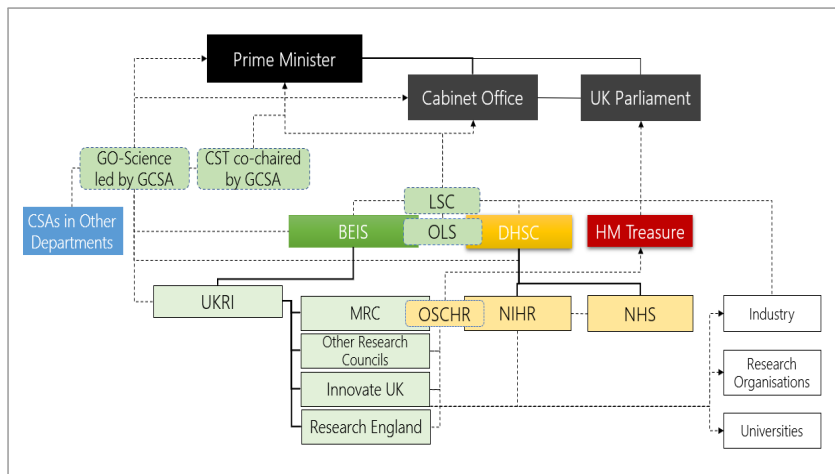 Prime Minister
Cabinet Office
UK Parliament
GO-Science
led by GCSA
CST co-chaired
by GCSA
CSAs in Other
Departments
LSC
BEIS
OLS
DHSC
HM Treasure
UKRI
MRC
OSCHR
NIHR
NHS
Industry
Other Research
Councils
Innovate UK
Research England
Research
Organisations
Universities